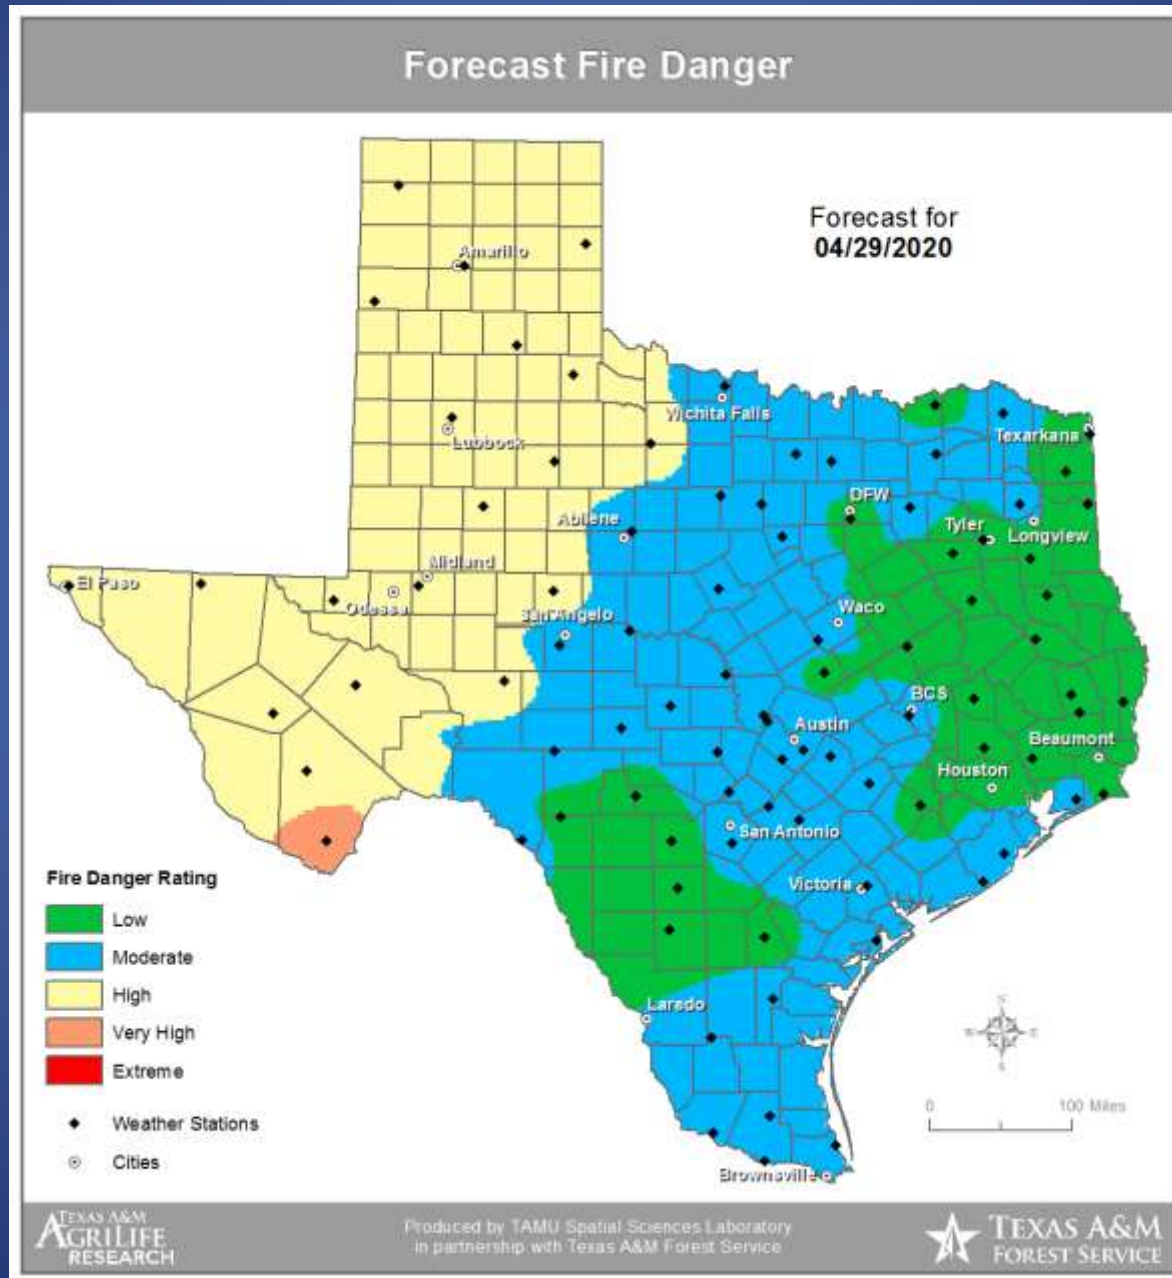 Forecast Fire Danger
Forecast for
04/29/2020
Amarillo
Wichita Falls
Texarkana
Lubbock
DFW
Abilene
Tyler
Longview
Midland
El Paso
Odessa
San Angelo
Waco
BCS
Austin
Beaumont
Houston
San Antonio
Victoria
Laredo
Brownsville
Fire Danger Rating
Low
Moderate
High
Very High
Extreme
Weather Stations
Cities
N
W E
S
0 100 Miles
TEXAS A&M
AGRILIFE
RESEARCH
Produced by TAMU Spatial Sciences Laboratory
in partnership with Texas A&M Forest Service
TEXAS A&M
FOREST SERVICE